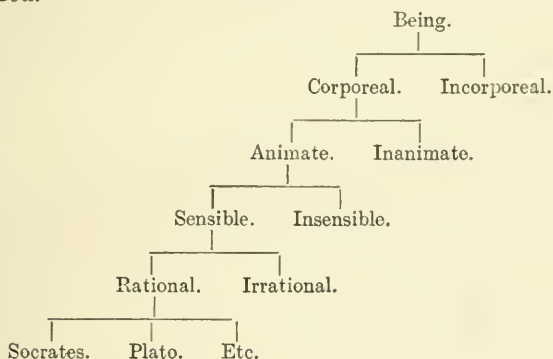 Being.
Corporeal. Incorporeal.
Animate. Inanimate.
Sensible. Insensible.
Rational. Irrational.
Socrates. Plato. Etc.